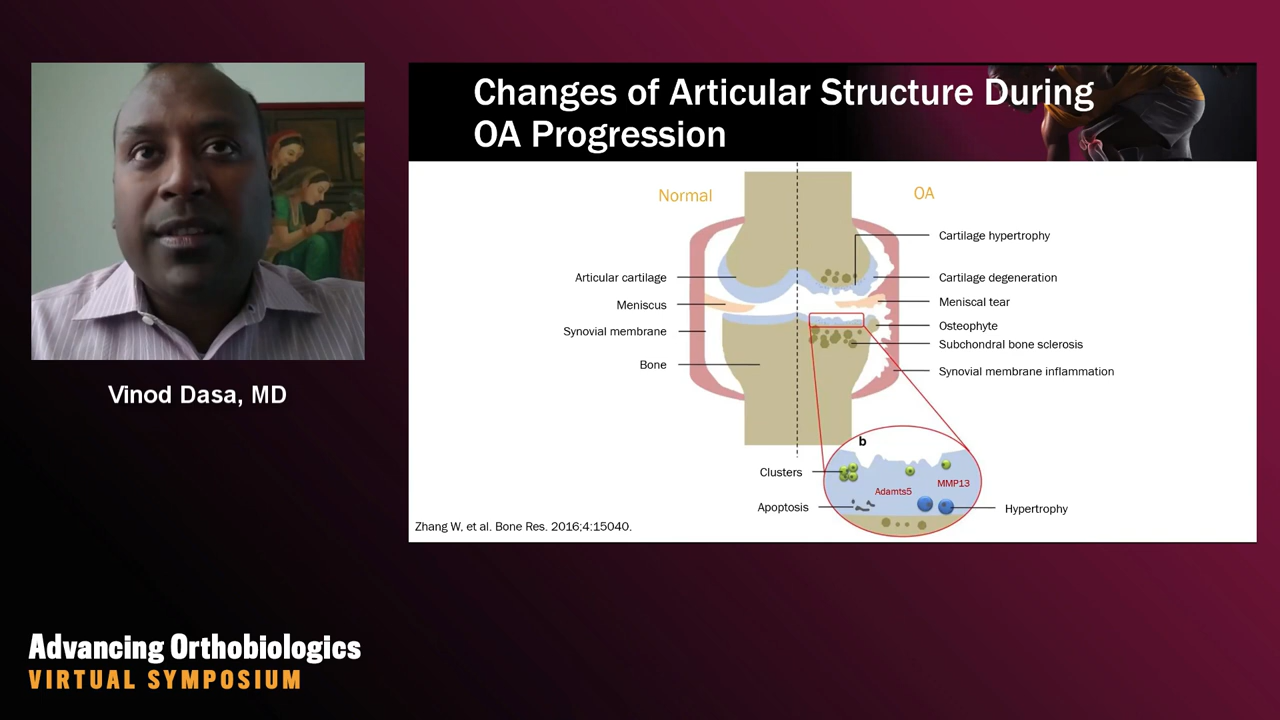 Changes of Articular Structure During
OA Progression
Normal
OA
Cartilage hypertrophy
Articular cartilage
Cartilage degeneration
Meniscus
Meniscal tear
Synovial membrane
Osteophyte
Subchondral bone sclerosis
Bone
Synovial membrane inflammation
b
Clusters
Adamts5
MMP13
Apoptosis
Hypertrophy
Zhang W, et al. Bone Res. 2016;4:15040.
Vinod Dasa, MD
Advancing Orthobiologics
VIRTUAL SYMPOSIUM